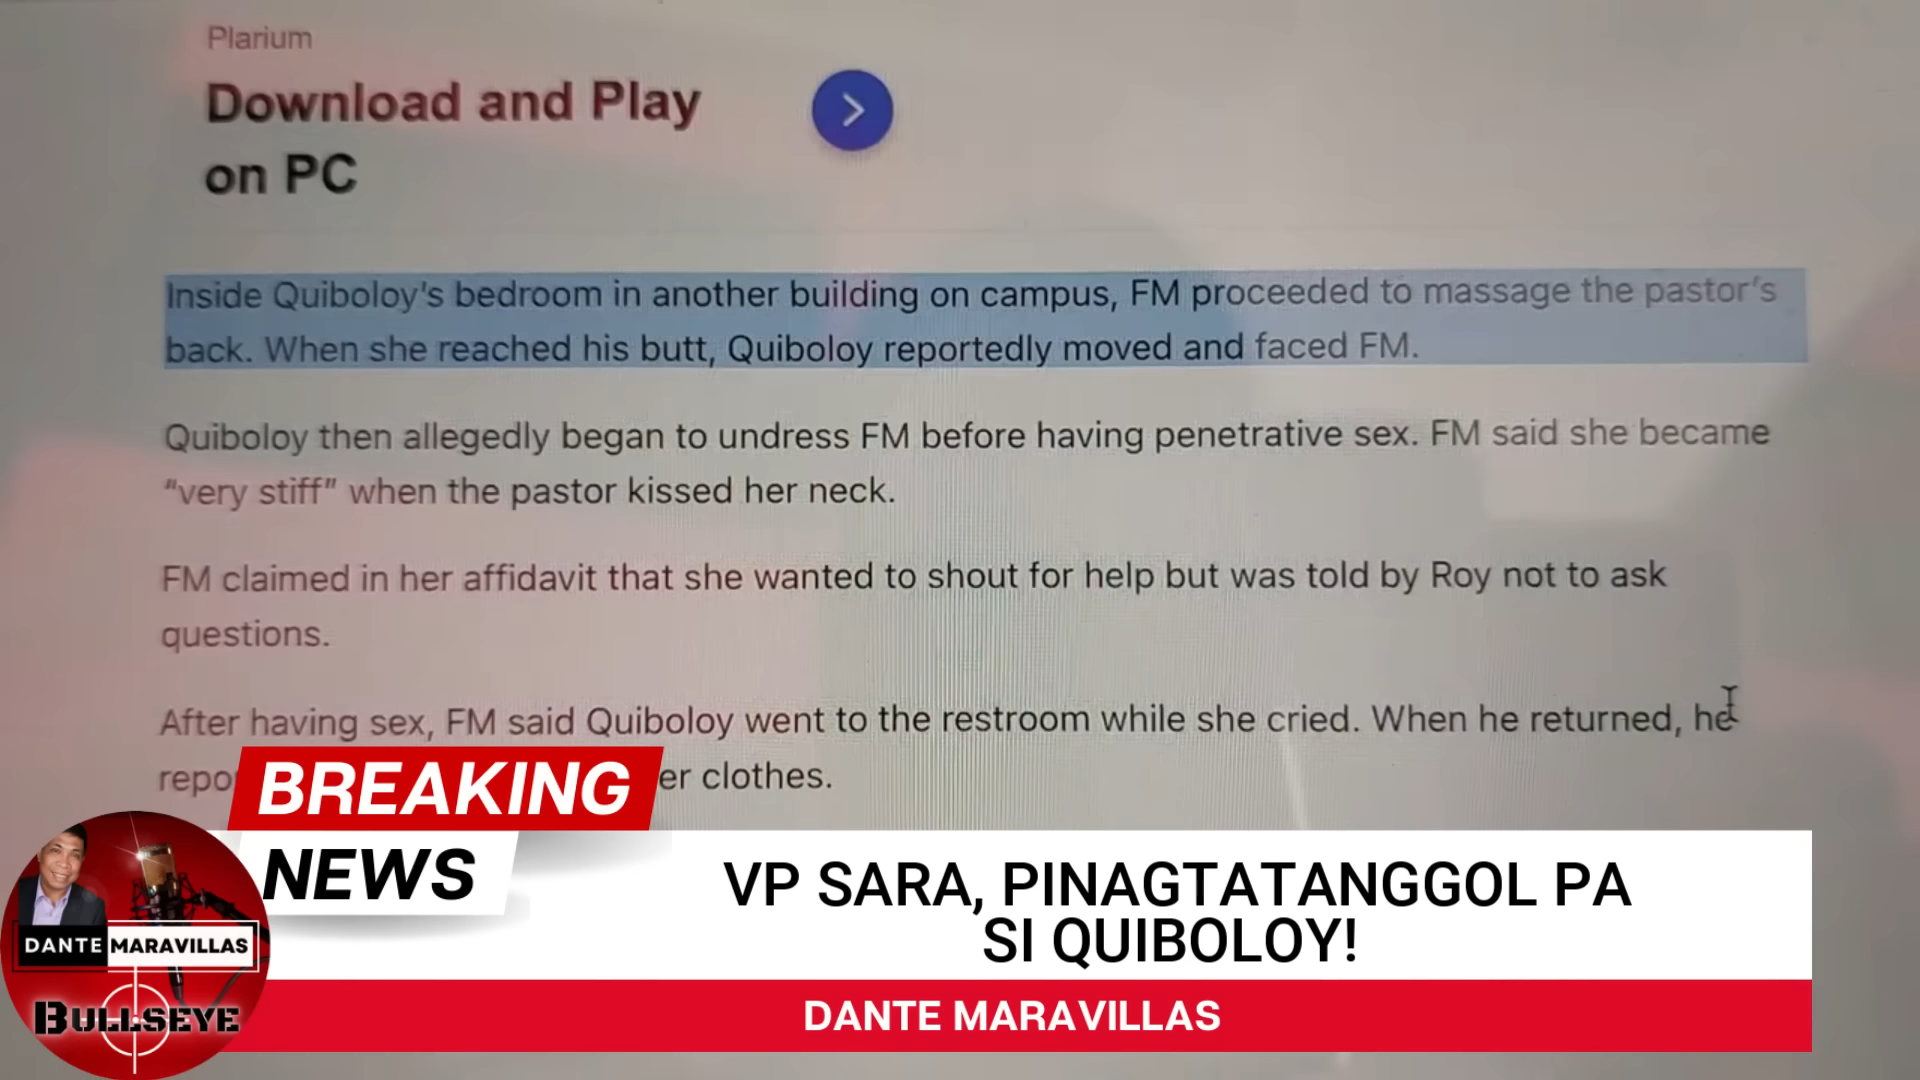 Plarium
Download and Play
on PC
Inside Quiboloy's bedroom in another building on campus, FM proceeded to massage the pastor's
back. When she reached his butt, Quiboloy reportedly moved and faced FM.
Quiboloy then allegedly began to undress FM before having penetrative sex. FM said she became
"very stiff" when the pastor kissed her neck.
FM claimed in her affidavit that she wanted to shout for help but was told by Roy not to ask
questions.
After having sex, FM said Quiboloy went to the restroom while she cried. When he returned, he
clothes.
BREAKING
NEWS
VP SARA, PINAGTATANGGOL PA
SI QUIBOLOY!
DANTE MARAVILLAS
BULLSEYE
DANTE MARAVILLAS